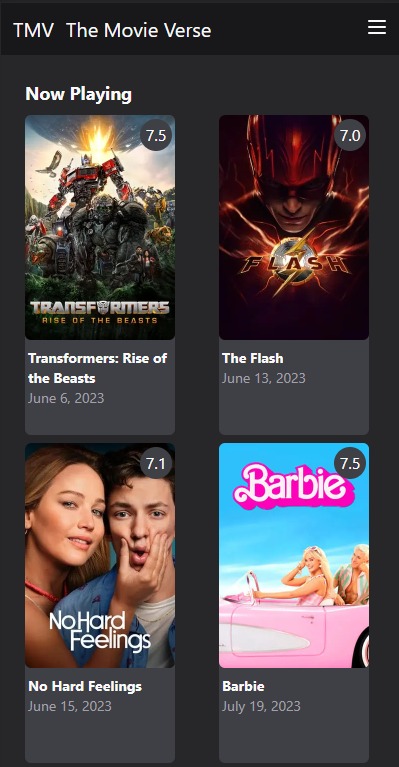 TMV The Movie Verse
Now Playing
7.5
TRANSFORMERS
RISE OF THE BEASTS
Transformers: Rise of
the Beasts
June 6, 2023
7.0
FLASH
The Flash
June 13, 2023
7.1
No Hard
Feelings
No Hard Feelings
June 15, 2023
7.5
Barbie
Barbie
July 19, 2023